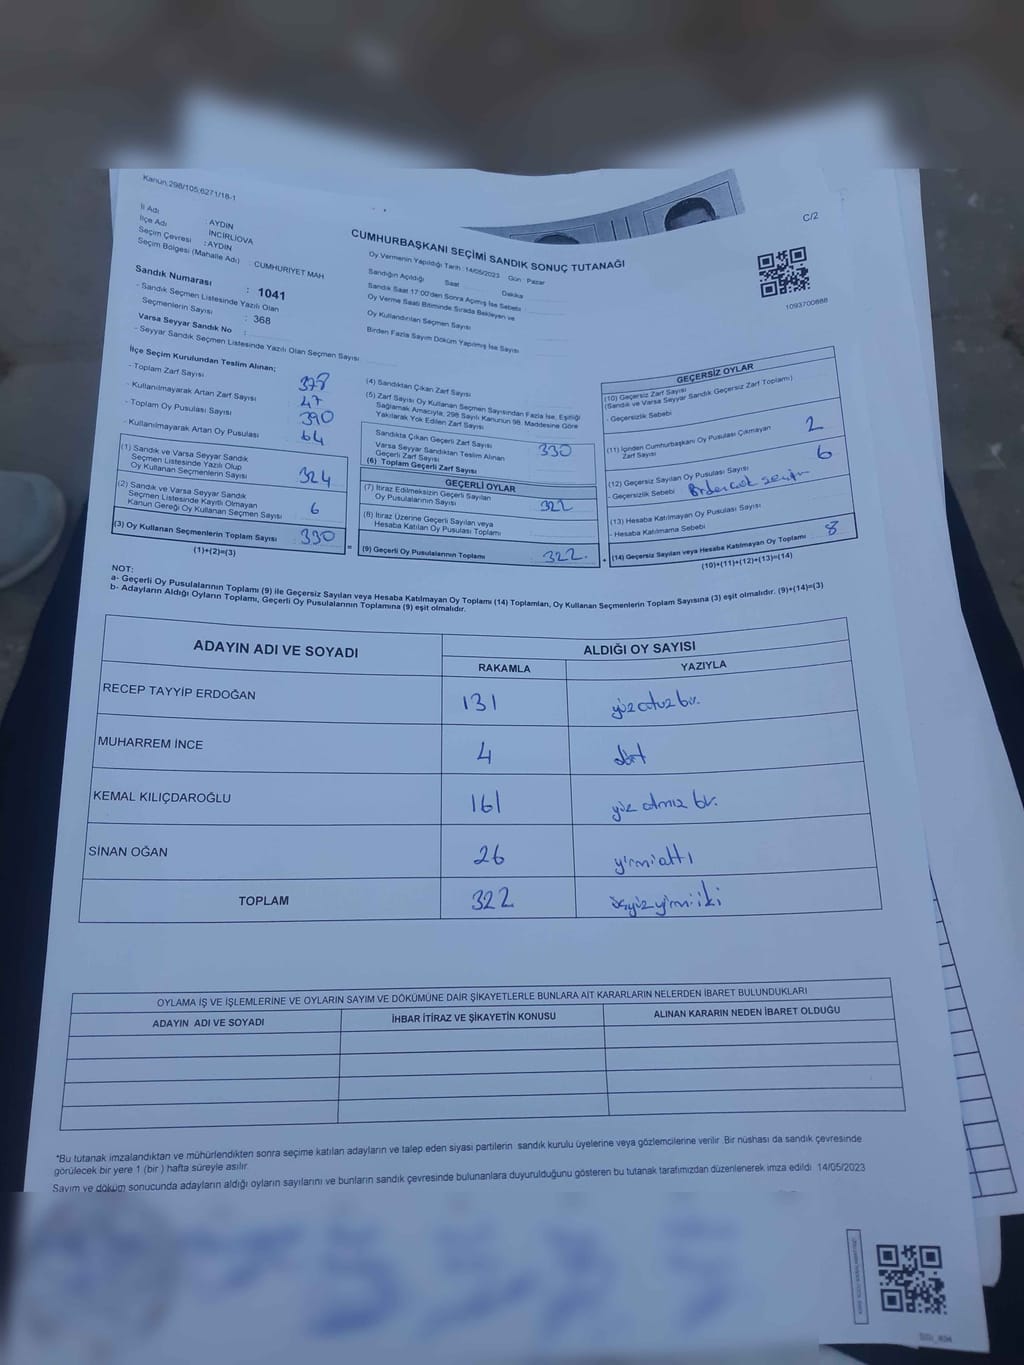 Kanun:298/105,6271/18-1
C/2
İl Adı : AYDIN
İlçe Adı : İNCİRLİOVA
Seçim Çevresi : AYDIN
Seçim Bölgesi (Mahalle Adı) : CUMHURİYET MAH
CUMHURBAŞKANI SEÇİMİ SANDIK SONUÇ TUTANAĞI
Oy Vermenin Yapıldığı Tarih : 14/05/2023 Gün : Pazar
Sandığın Açıldığı Saat Dakika
Sandık Saat 17:00'den Sonra Açılmış İse Sebebi
Oy Verme Saati Bitiminde Sırada Bekleyen ve
Oy Kullandırılan Seçmen Sayısı
Birden Fazla Sayım Döküm Yapılmış İse Sayısı
1093700888
Sandık Numarası : 1041
- Sandık Seçmen Listesinde Yazılı Olan
Seçmenlerin Sayısı : 368
Varsa Seyyar Sandık No :
- Seyyar Sandık Seçmen Listesinde Yazılı Olan Seçmen Sayısı
İlçe Seçim Kurulundan Teslim Alınan;
- Toplam Zarf Sayısı 378
- Kullanılmayarak Artan Zarf Sayısı 47
- Toplam Oy Pusulası Sayısı 390
- Kullanılmayarak Artan Oy Pusulası 64
(1) Sandık ve Varsa Seyyar Sandık
Seçmen Listesinde Yazılı Olup
Oy Kullanan Seçmenlerin Sayısı 324
(2) Sandık ve Varsa Seyyar Sandık
Seçmen Listesinde Kayıtlı Olmayan
Kanun Gereği Oy Kullanan Seçmen Sayısı 6
(3) Oy Kullanan Seçmenlerin Toplam Sayısı 330
(1)+(2)=(3)
(4) Sandıktan Çıkan Zarf Sayısı
(5) Zarf Sayısı Oy Kullanan Seçmen Sayısından Fazla İse, Eşitliği
Sağlamak Amacıyla, 298 Sayılı Kanunun 98. Maddesine Göre
Yakılarak Yok Edilen Zarf Sayısı
Sandıkta Çıkan Geçerli Zarf Sayısı 330
Varsa Seyyar Sandıktan Teslim Alınan
Geçerli Zarf Sayısı
(6) Toplam Geçerli Zarf Sayısı
GEÇERLİ OYLAR
(7) İtiraz Edilmeksizin Geçerli Sayılan
Oy Pusulalarının Sayısı 322
(8) İtiraz Üzerine Geçerli Sayılan veya
Hesaba Katılan Oy Pusulası Toplamı
(9) Geçerli Oy Pusulalarının Toplamı 322.
GEÇERSİZ OYLAR
(10) Geçersiz Zarf Sayısı
(Sandık ve Varsa Seyyar Sandık Geçersiz Zarf Toplamı)
- Geçersizlik Sebebi
(11) İçinden Cumhurbaşkanı Oy Pusulası Çıkmayan
Zarf Sayısı 2
(12) Geçersiz Sayılan Oy Pusulası Sayısı 6
- Geçersizlik Sebebi Birden çok seçim
(13) Hesaba Katılmayan Oy Pusulası Sayısı
- Hesaba Katılmama Sebebi
(14) Geçersiz Sayılan veya Hesaba Katılmayan Oy Toplamı 8
(10)+(11)+(12)+(13)=(14)
NOT:
a- Geçerli Oy Pusulalarının Toplamı (9) ile Geçersiz Sayılan veya Hesaba Katılmayan Oy Toplamı (14) Toplamları, Oy Kullanan Seçmenlerin Toplam Sayısına (3) eşit olmalıdır. (9)+(14)=(3)
b- Adayların Aldığı Oyların Toplamı, Geçerli Oy Pusulalarının Toplamına (9) eşit olmalıdır.
ADAYIN ADI VE SOYADI ALDIĞI OY SAYISI
RAKAMLA YAZIYLA
RECEP TAYYİP ERDOĞAN 131 yüz otuz bir.
MUHARREM İNCE 4 dört
KEMAL KILIÇDAROĞLU 161 yüz atmız bir.
SİNAN OĞAN 26 yirmialtı
TOPLAM 322 üçyüzyirmiiki
OYLAMA İŞ VE İŞLEMLERİNE VE OYLARIN SAYIM VE DÖKÜMÜNE DAİR ŞİKAYETLERLE BUNLARA AİT KARARLARIN NELERDEN İBARET BULUNDUKLARI
ADAYIN ADI VE SOYADI İHBAR İTİRAZ VE ŞİKAYETİN KONUSU ALINAN KARARIN NEDEN İBARET OLDUĞU
*Bu tutanak imzalandıktan ve mühürlendikten sonra seçime katılan adayların ve talep eden siyasi partilerin sandık kurulu üyelerine veya gözlemcilerine verilir. Bir nüshası da sandık çevresinde
görülecek bir yere 1 (bir ) hafta süreyle asılır.
Sayım ve döküm sonucunda adayların aldığı oyların sayılarını ve bunların sandık çevresinde bulunanlara duyurulduğunu gösteren bu tutanak tarafımızdan düzenlenerek imza edildi. 14/05/2023